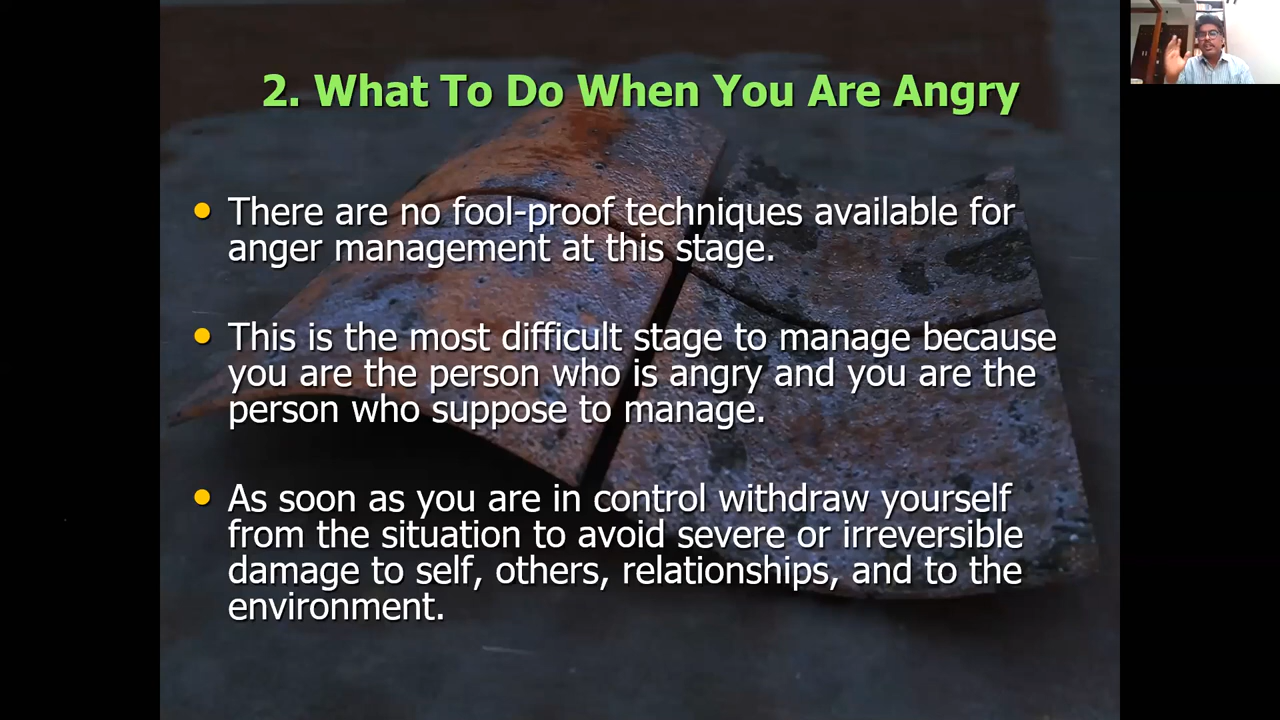 2. What To Do When You Are Angry
• There are no fool-proof techniques available for
anger management at this stage.
• This is the most difficult stage to manage because
you are the person who is angry and you are the
person who suppose to manage.
• As soon as you are in control withdraw yourself
from the situation to avoid severe or irreversible
damage to self, others, relationships, and to the
environment.